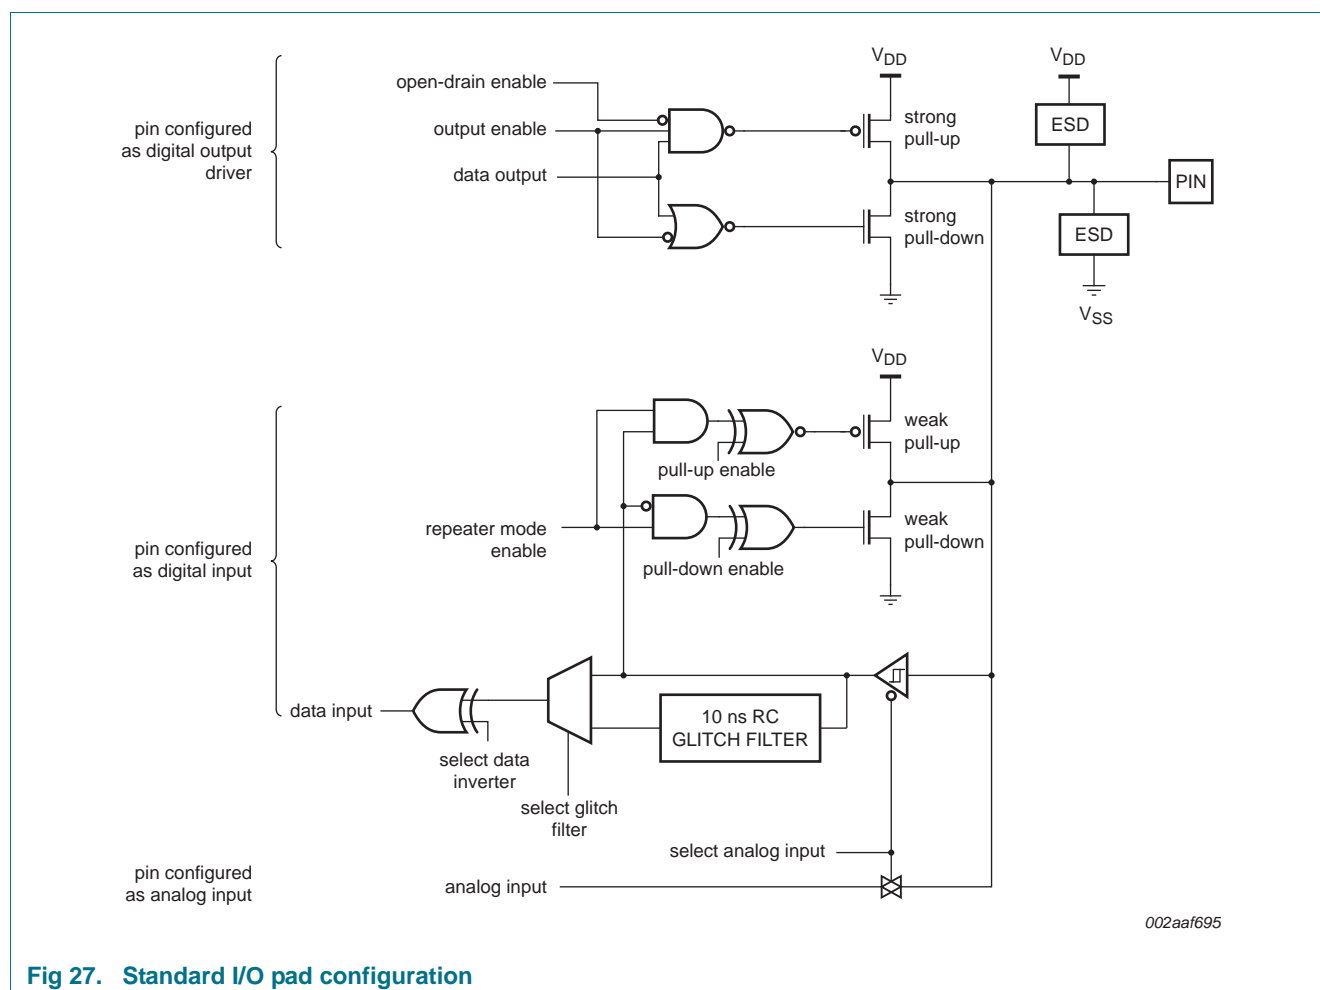 VDD
VDD
open-drain enable
strong
pull-up
ESD
pin configured
as digital output
driver
output enable
data output
PIN
strong
pull-down
ESD
VSS
VDD
weak
pull-up
pull-up enable
repeater mode
enable
weak
pull-down
pin configured
as digital input
pull-down enable
data input
10 ns RC
GLITCH FILTER
select data
inverter
select glitch
filter
select analog input
pin configured
as analog input
analog input
002aaf695
Fig 27. Standard I/O pad configuration